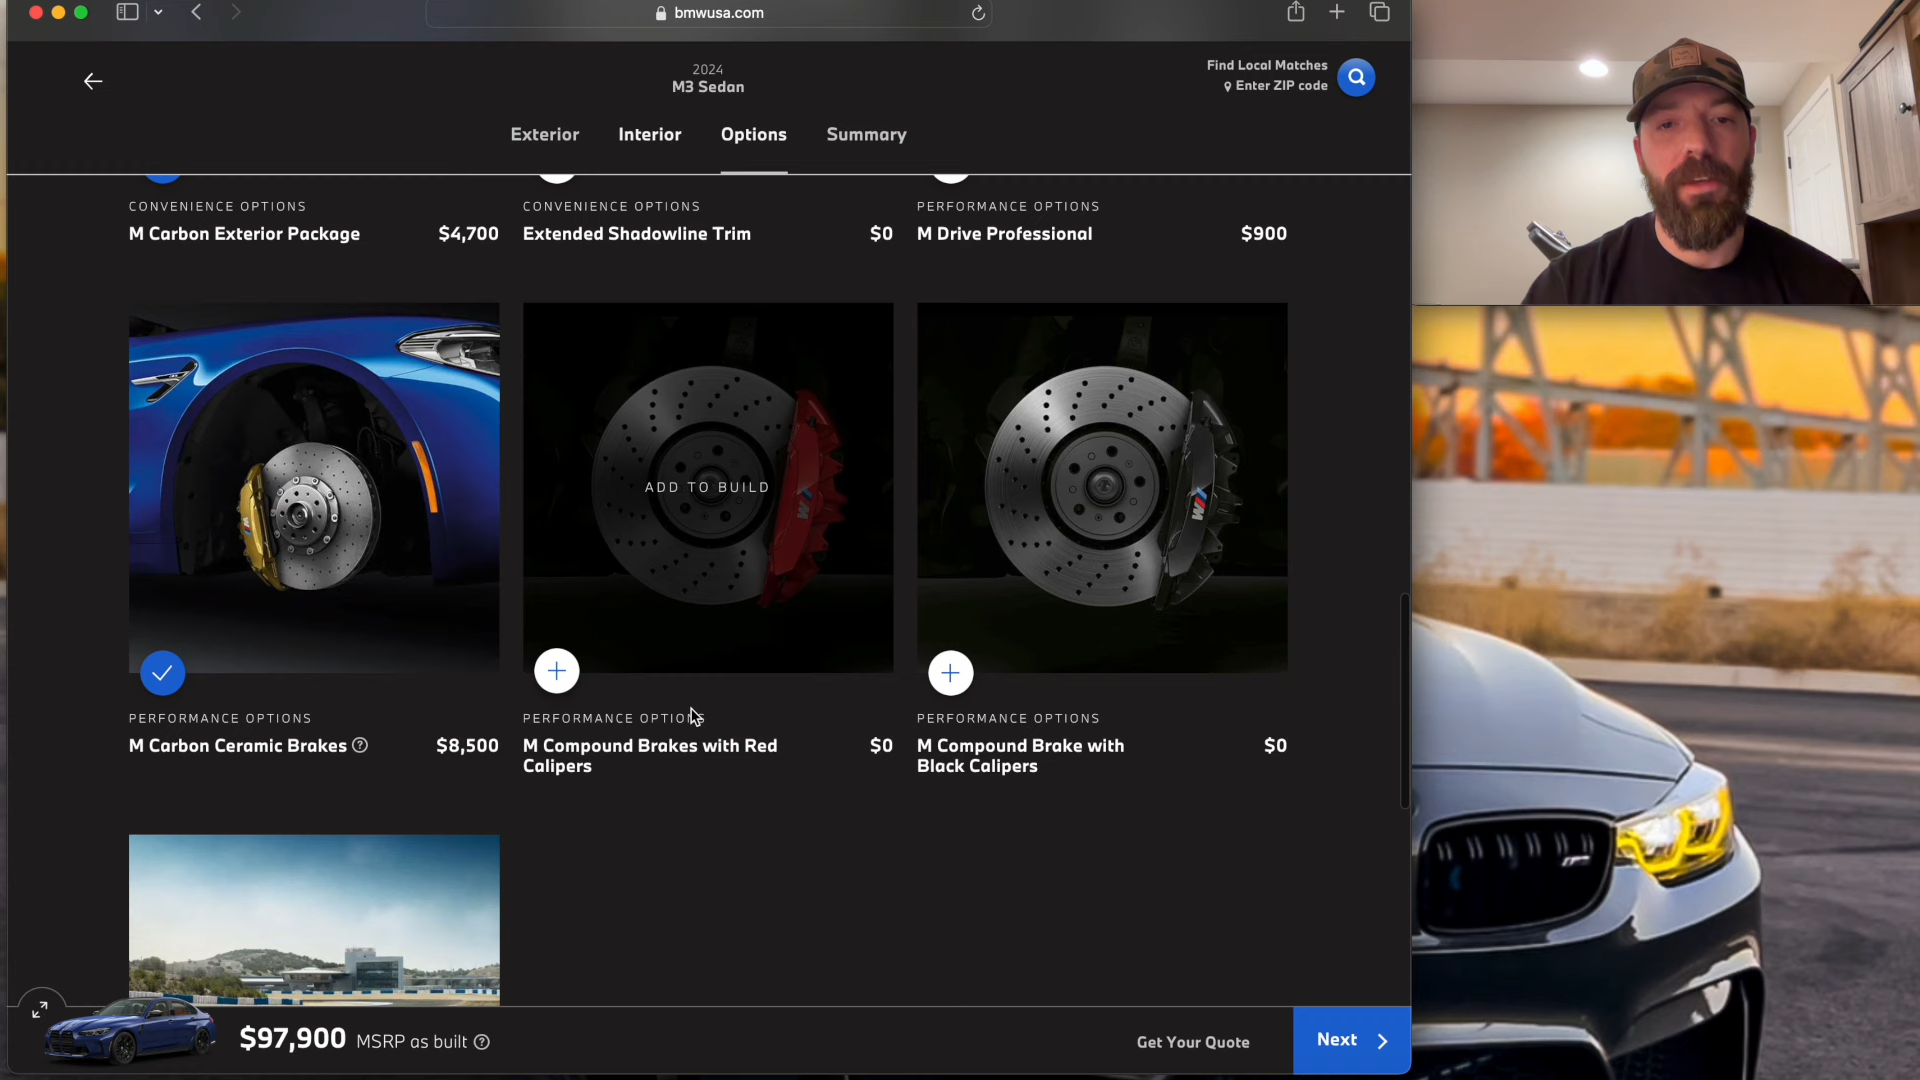 bmwusa.com
2024
M3 Sedan
Find Local Matches
Enter ZIP code
Exterior
Interior
Options
Summary
CONVENIENCE OPTIONS
M Carbon Exterior Package
$4,700
CONVENIENCE OPTIONS
Extended Shadowline Trim
$0
PERFORMANCE OPTIONS
M Drive Professional
$900
ADD TO BUILD
PERFORMANCE OPTIONS
M Carbon Ceramic Brakes
$8,500
PERFORMANCE OPTIONS
M Compound Brakes with Red
Calipers
$0
PERFORMANCE OPTIONS
M Compound Brake with
Black Calipers
$0
$97,900 MSRP as built
Get Your Quote
Next